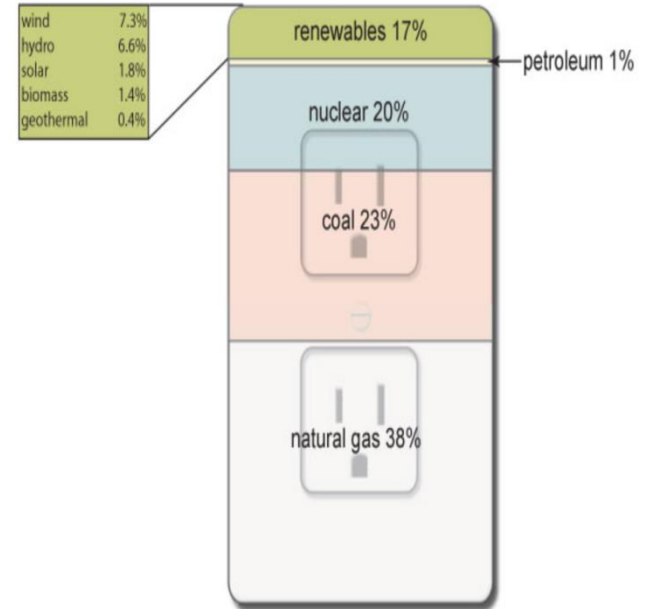 wind 7.3%
hydro 6.6%
solar 1.8%
biomass 1.4%
geothermal 0.4%
renewables 17%
petroleum 1%
nuclear 20%
coal 23%
natural gas 38%